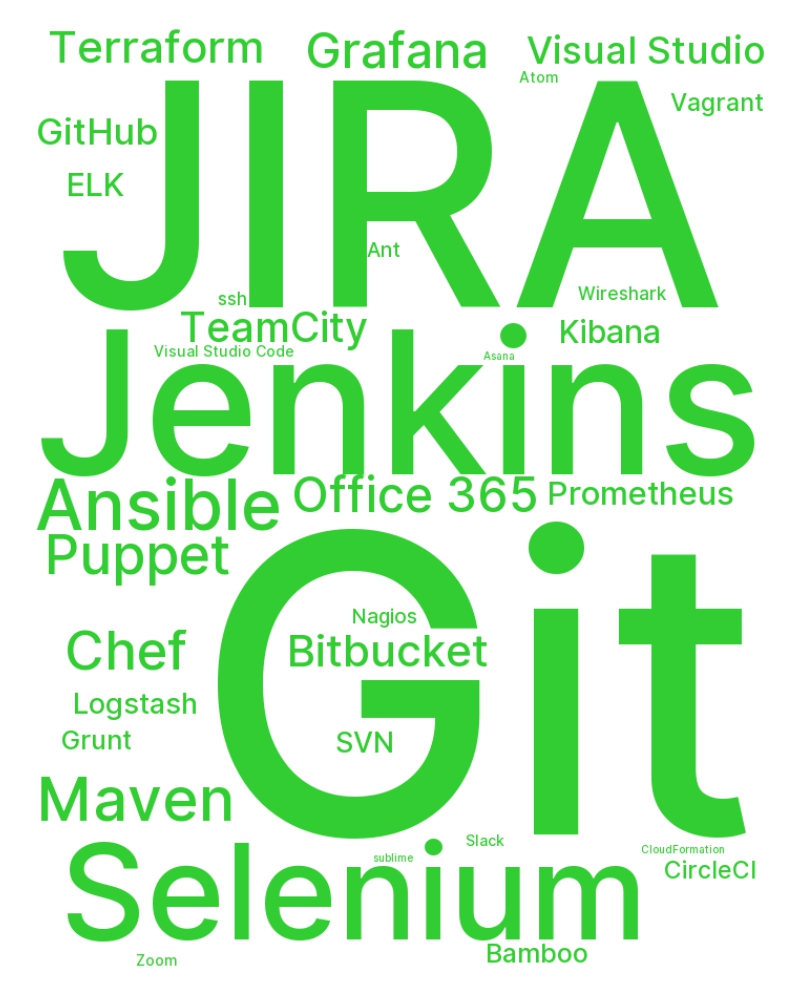 Terraform
Grafana
Visual Studio
Atom
Vagrant
GitHub
JIRA
ELK
Ant
ssh
Wireshark
TeamCity
Kibana
Visual Studio Code
Asana
Jenkins
Ansible
Office 365
Prometheus
Puppet
Git
Nagios
Chef
Bitbucket
Logstash
Grunt
SVN
Maven
Slack
CloudFormation
sublime
CircleCI
Selenium
Bamboo
Zoom